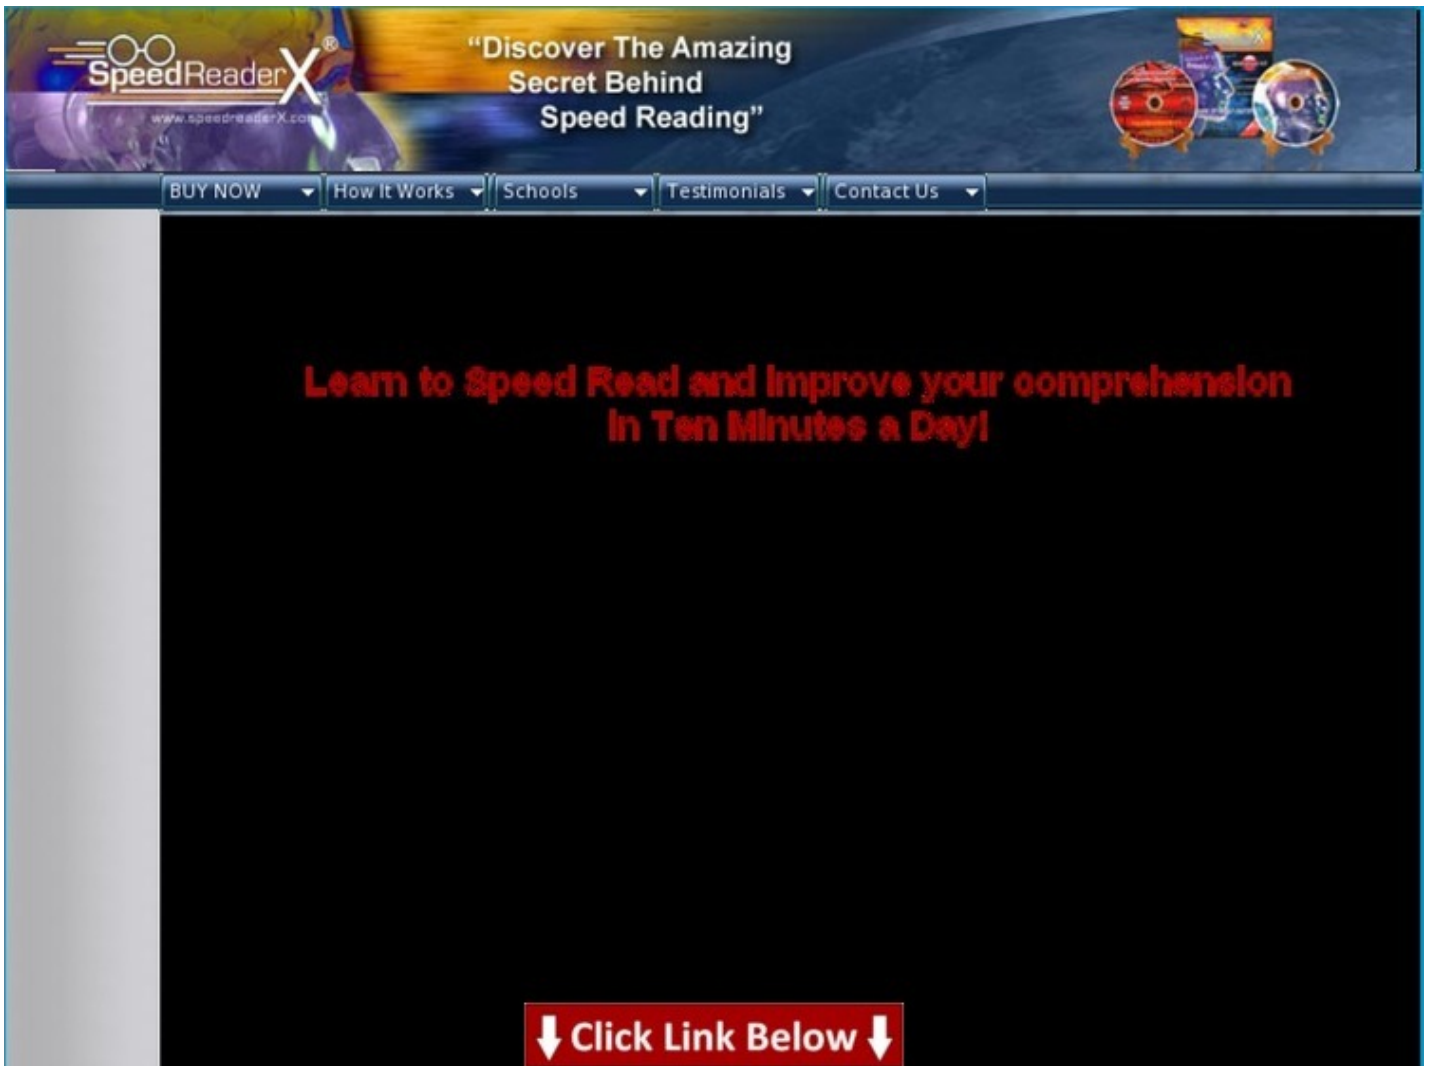 SpeedReaderX®
www.speedreaderX.com
“Discover The Amazing
Secret Behind
Speed Reading”
BUY NOW
How It Works
Schools
Testimonials
Contact Us
Learn to Speed Read and improve your comprehension
in Ten Minutes a Day!
Click Link Below